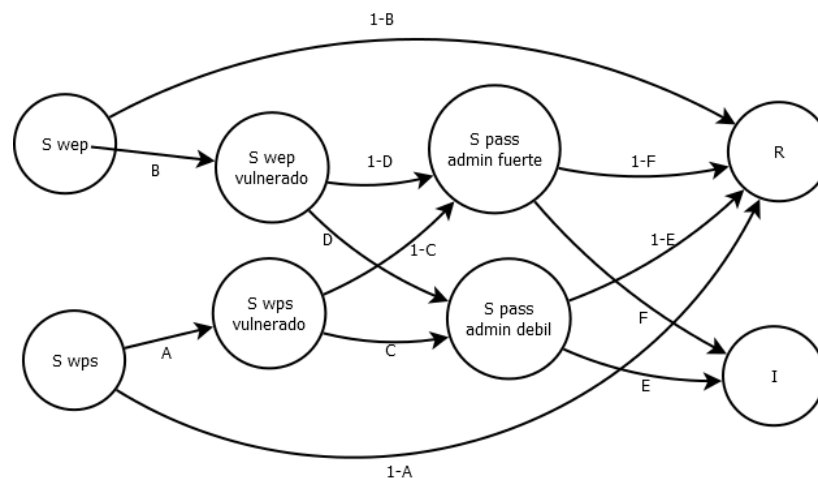 1-B
S wep
B
S wep
vulnerado
1-D
D
S pass
admin fuerte
1-F
R
1-C
1-E
S wps
A
S wps
vulnerado
C
S pass
admin debil
F
E
I
1-A